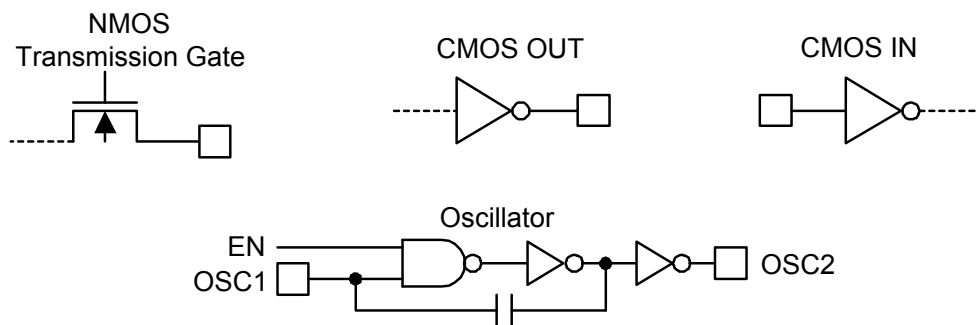 NMOS
Transmission Gate
CMOS OUT
CMOS IN
Oscillator
EN
OSC1
OSC2